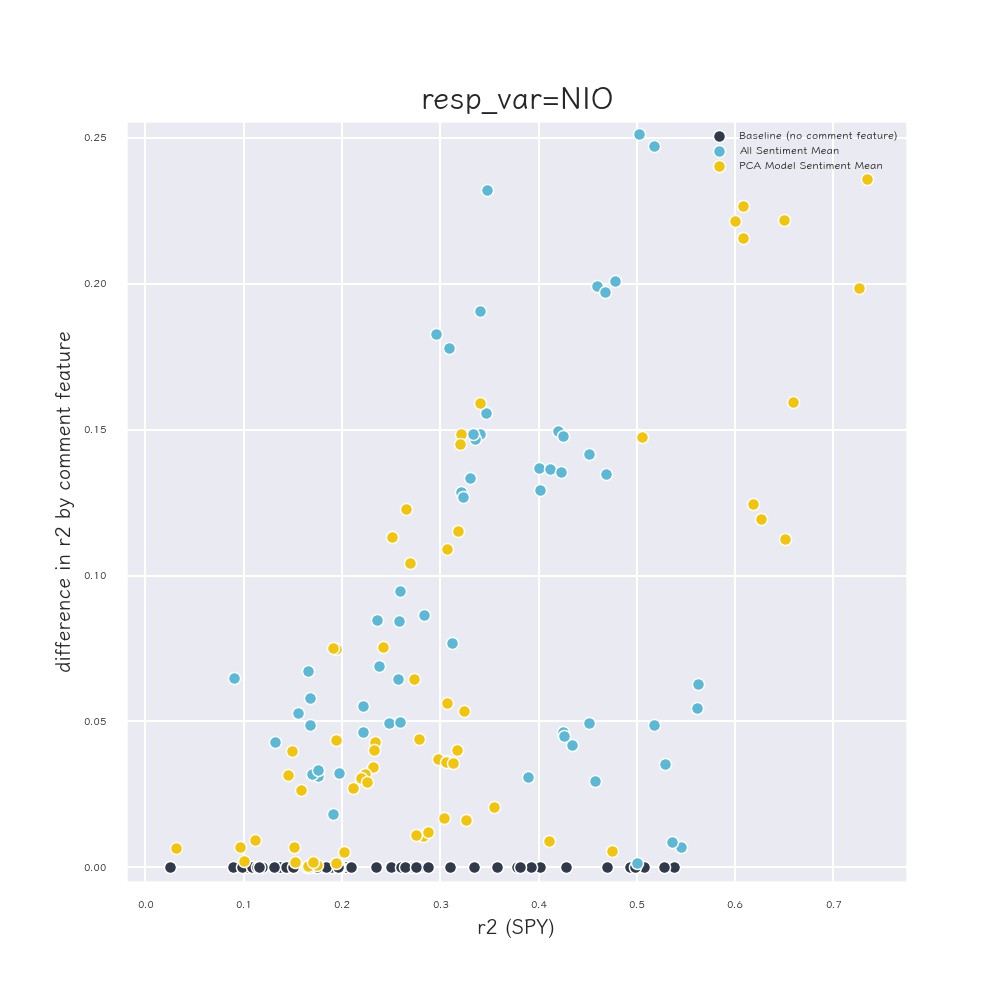 resp_var=NIO
Baseline (no comment feature)
All Sentiment Mean
PCA Model Sentiment Mean
difference in r2 by comment feature
0.25
0.20
0.15
0.10
0.05
0.00
0.0 0.1 0.2 0.3 0.4 0.5 0.6 0.7
r2 (SPY)